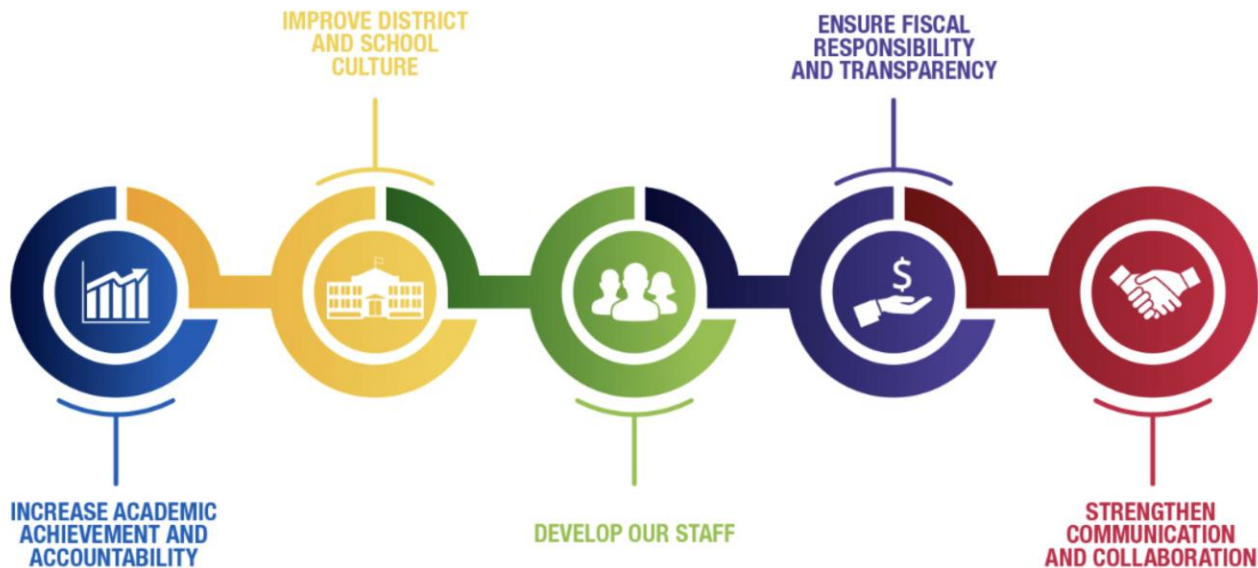 IMPROVE DISTRICT
AND SCHOOL
CULTURE
ENSURE FISCAL
RESPONSIBILITY
AND TRANSPARENCY
$
INCREASE ACADEMIC
ACHIEVEMENT AND
ACCOUNTABILITY
DEVELOP OUR STAFF
STRENGTHEN
COMMUNICATION
AND COLLABORATION